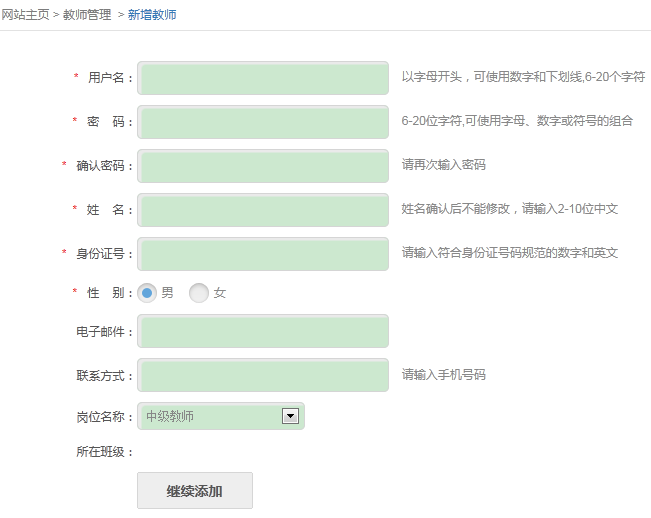 网站主页 > 教师管理 > 新增教师
* 用户名： 以字母开头，可使用数字和下划线,6-20个字符
* 密 码： 6-20位字符,可使用字母、数字或符号的组合
* 确认密码： 请再次输入密码
* 姓 名： 姓名确认后不能修改，请输入2-10位中文
* 身份证号： 请输入符合身份证号码规范的数字和英文
* 性 别： 男 女
电子邮件：
联系方式： 请输入手机号码
岗位名称： 中级教师
所在班级：
继续添加